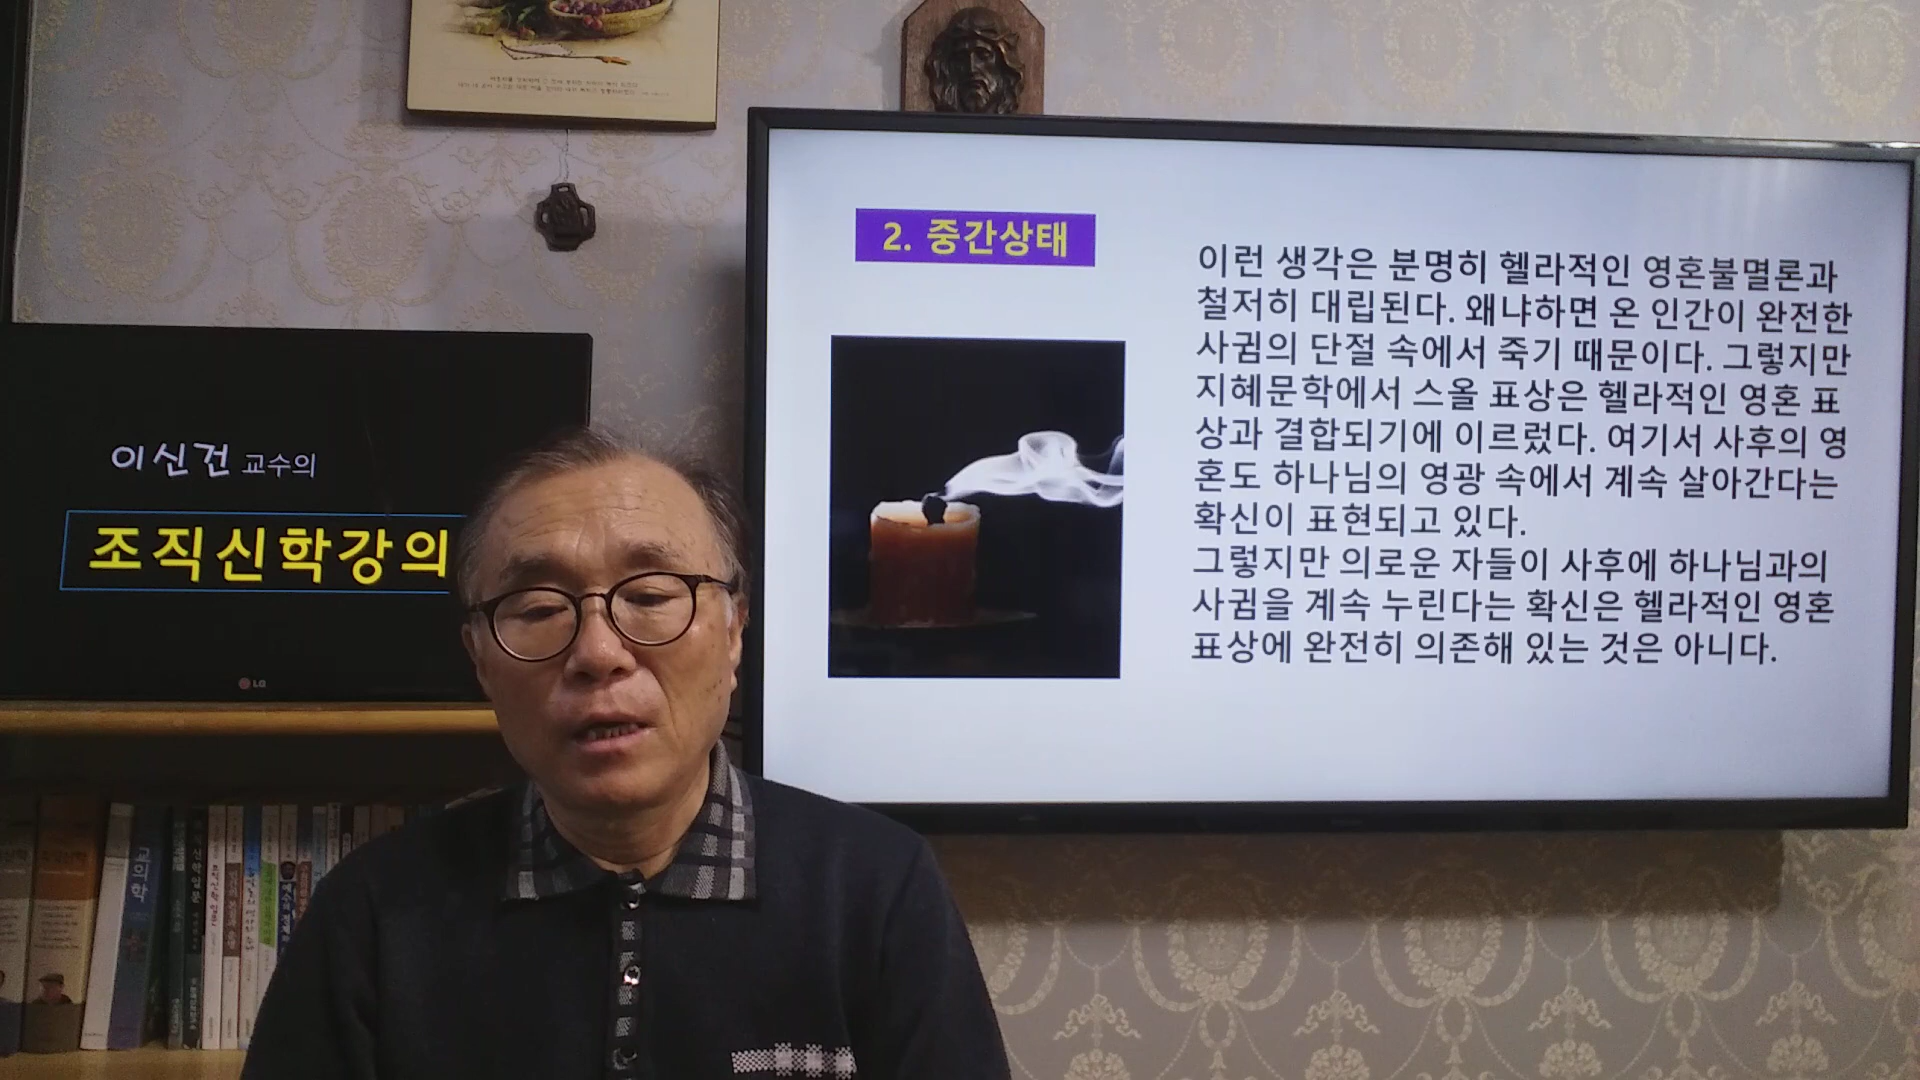 이신건 교수의
조직신학강의
LG
교의학
2. 중간상태
이런 생각은 분명히 헬라적인 영혼불멸론과
철저히 대립된다. 왜냐하면 온 인간이 완전한
사귐의 단절 속에서 죽기 때문이다. 그렇지만
지혜문학에서 스올 표상은 헬라적인 영혼 표
상과 결합되기에 이르렀다. 여기서 사후의 영
혼도 하나님의 영광 속에서 계속 살아간다는
확신이 표현되고 있다.
그렇지만 의로운 자들이 사후에 하나님과의
사귐을 계속 누린다는 확신은 헬라적인 영혼
표상에 완전히 의존해 있는 것은 아니다.